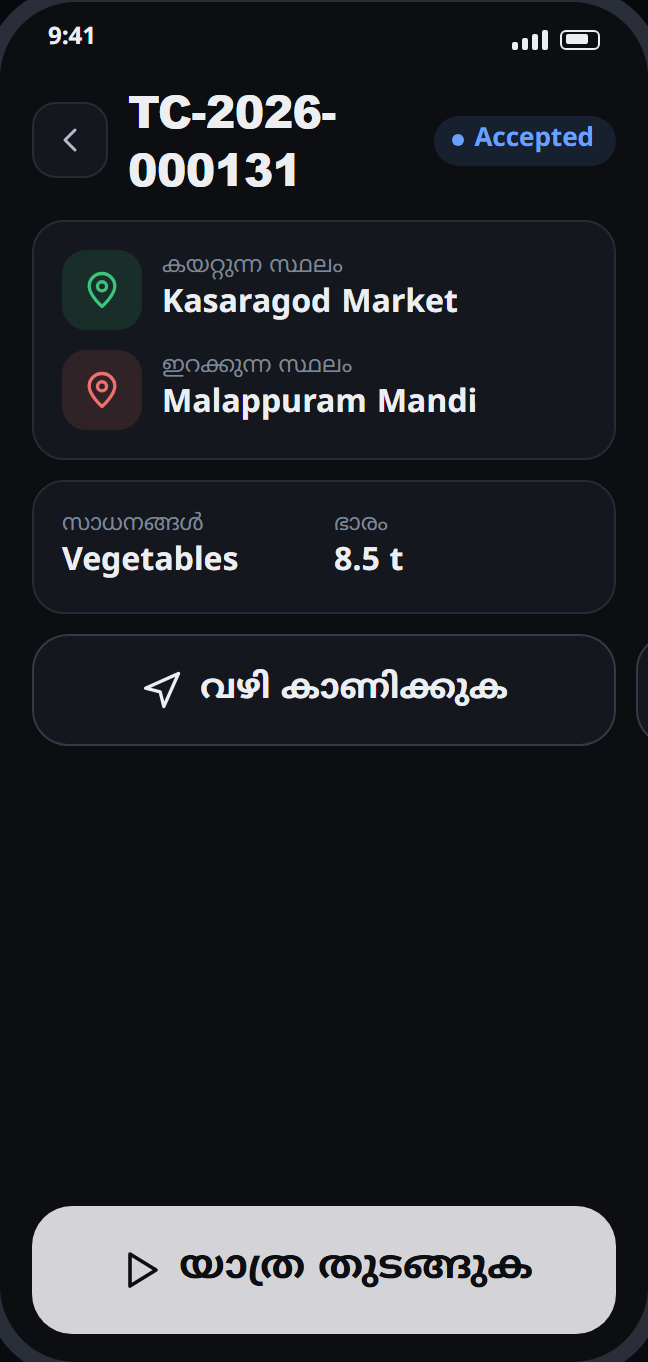 9:41
TC-2026-
000131
Accepted
കയറ്റുന്ന സ്ഥലം
Kasaragod Market
ഇറക്കുന്ന സ്ഥലം
Malappuram Mandi
സാധനങ്ങൾ
ഭാരം
Vegetables
8.5 t
വഴി കാണിക്കുക
യാത്ര തുടങ്ങുക